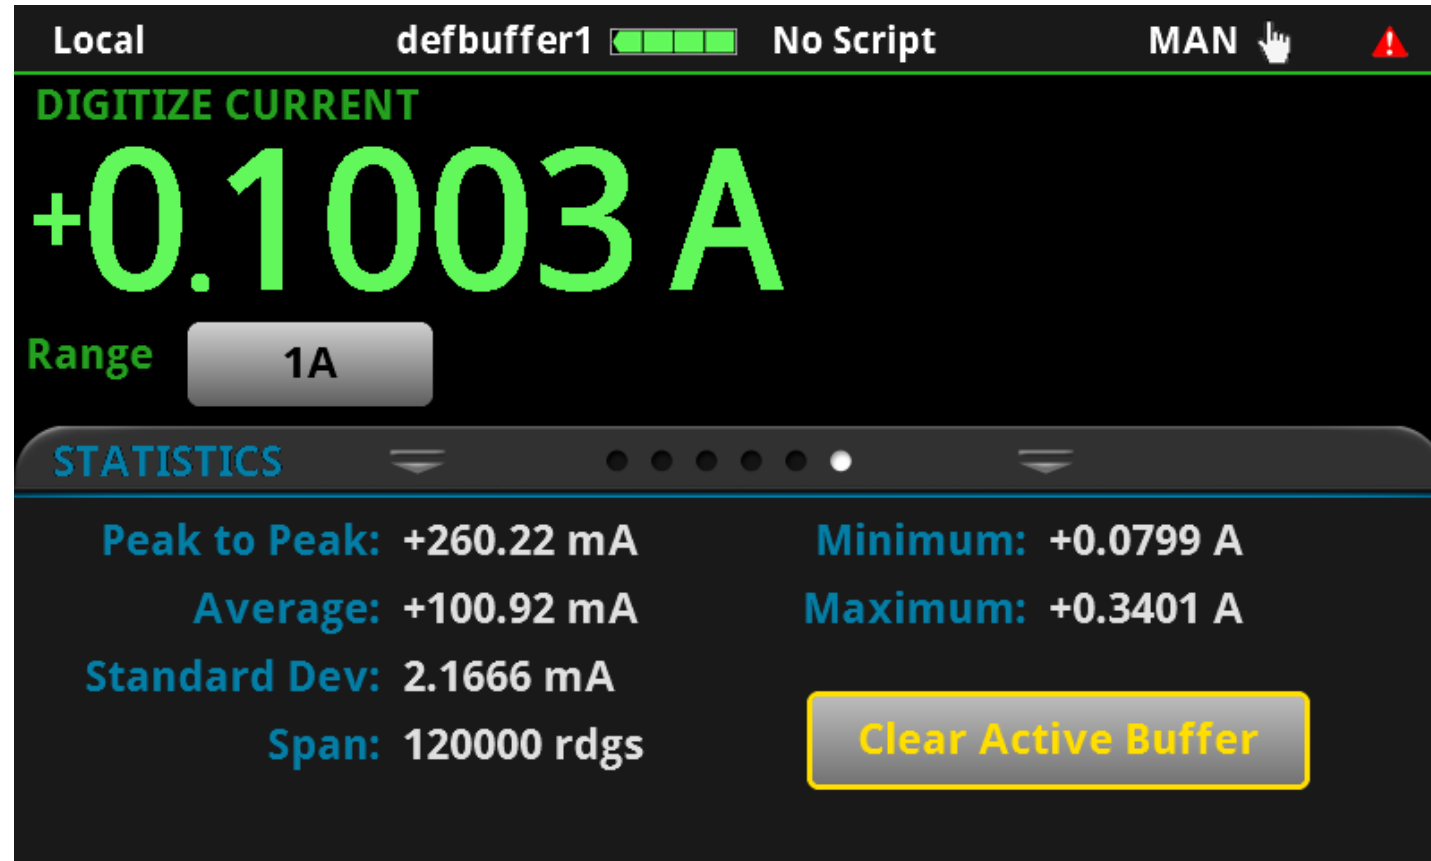 Local defbuffer1 No Script MAN
DIGITIZE CURRENT
+0.1003 A
Range 1A
STATISTICS
Peak to Peak: +260.22 mA Minimum: +0.0799 A
Average: +100.92 mA Maximum: +0.3401 A
Standard Dev: 2.1666 mA
Span: 120000 rdgs Clear Active Buffer